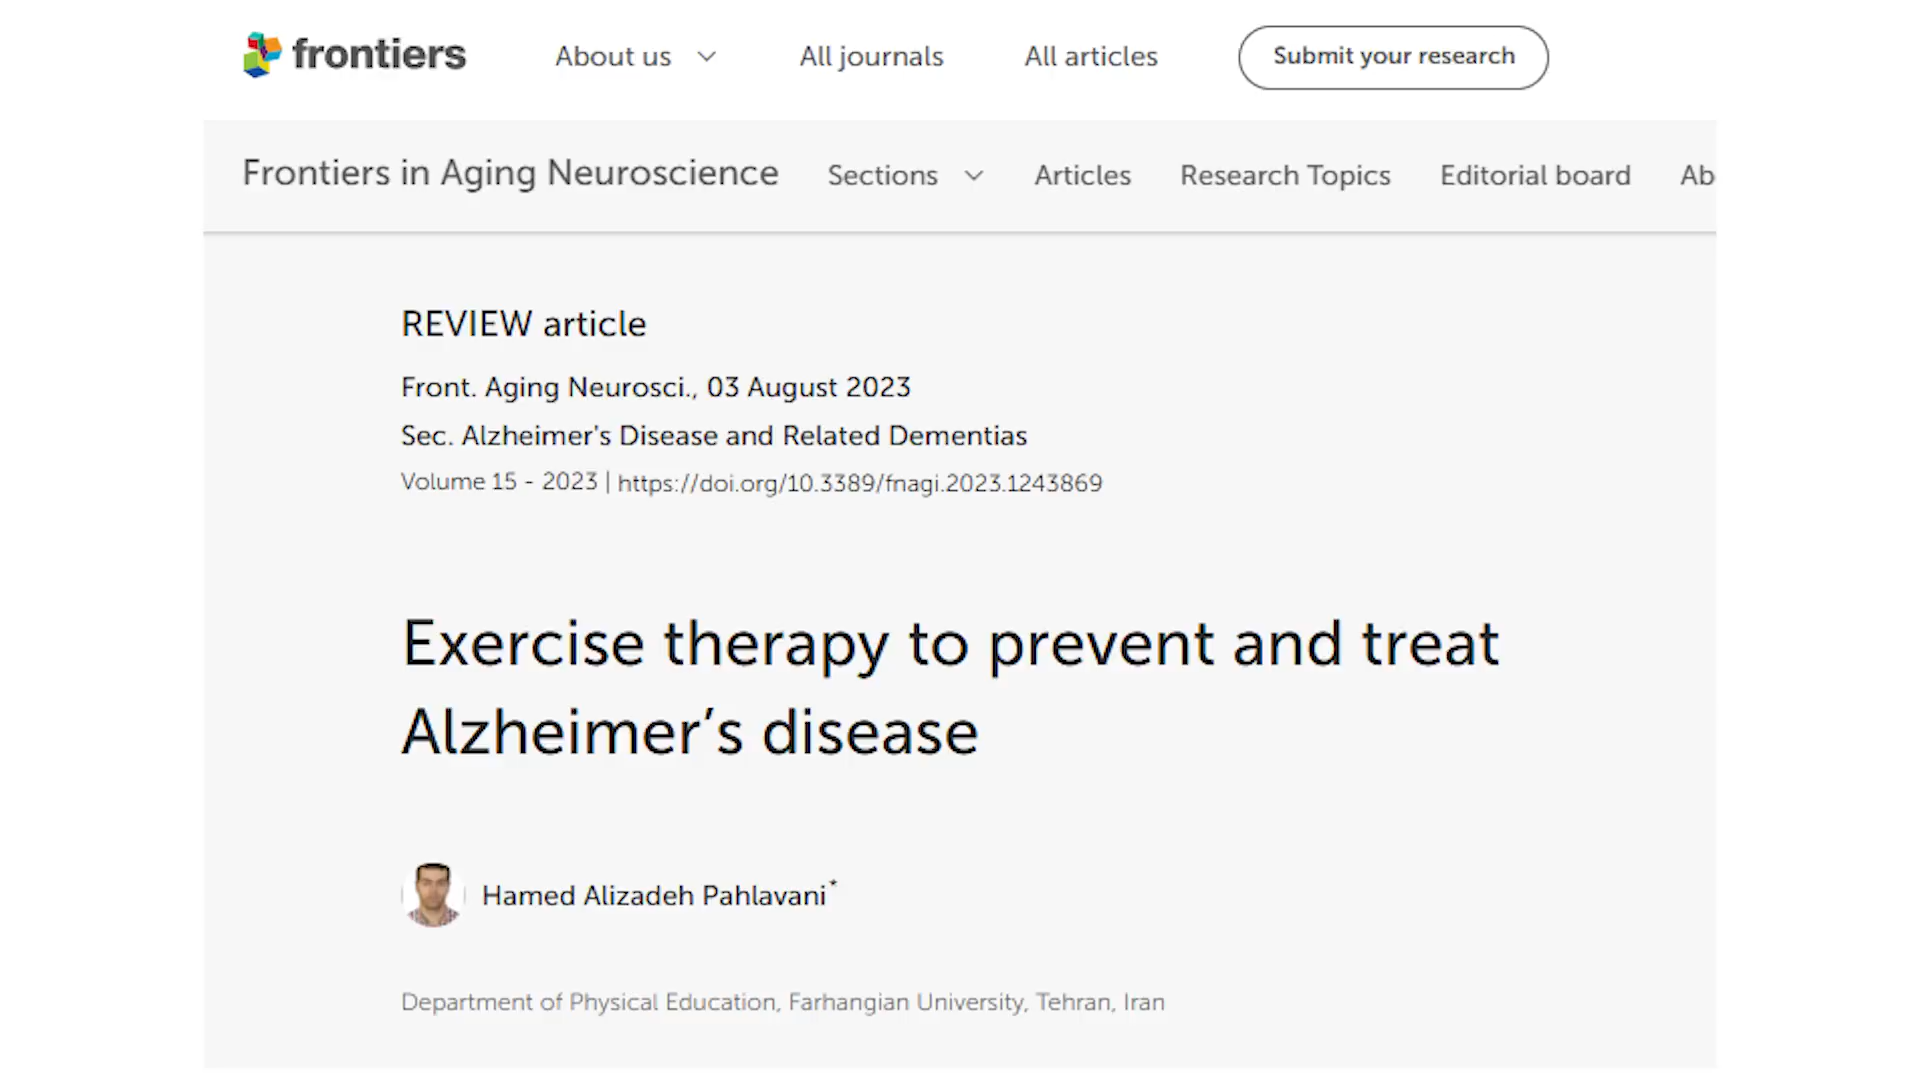 frontiers About us All journals All articles Submit your research
Frontiers in Aging Neuroscience Sections Articles Research Topics Editorial board Ab
REVIEW article
Front. Aging Neurosci., 03 August 2023
Sec. Alzheimer's Disease and Related Dementias
Volume 15 - 2023 | https://doi.org/10.3389/fnagi.2023.1243869
Exercise therapy to prevent and treat
Alzheimer’s disease
Hamed Alizadeh Pahlavani*
Department of Physical Education, Farhangian University, Tehran, Iran